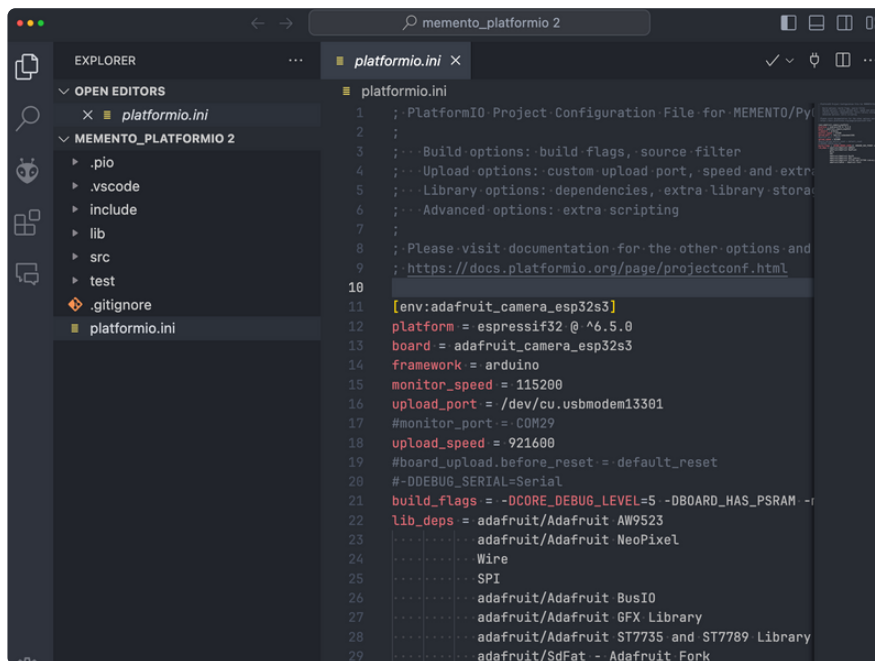 memento_platformio 2
EXPLORER
OPEN EDITORS
platformio.ini
MEMENTO_PLATFORMIO 2
.pio
.vscode
include
lib
src
test
.gitignore
platformio.ini
platformio.ini
platformio.ini
1 ; PlatformIO Project Configuration File for MEMENTO/Py
2 ;
3 ; Build options: build flags, source filter
4 ; Upload options: custom upload port, speed and extra
5 ; Library options: dependencies, extra library stora
6 ; Advanced options: extra scripting
7 ;
8 ; Please visit documentation for the other options and
9 ; https://docs.platformio.org/page/projectconf.html
10
11 [env:adafruit_camera_esp32s3]
12 platform = espressif32 @ ^6.5.0
13 board = adafruit_camera_esp32s3
14 framework = arduino
15 monitor_speed = 115200
16 upload_port = /dev/cu.usbmodem13301
17 #monitor_port = COM29
18 upload_speed = 921600
19 #board_upload.before_reset = default_reset
20 #-DDEBUG_SERIAL=Serial
21 build_flags = -DCORE_DEBUG_LEVEL=5 -DBOARD_HAS_PSRAM -
22 lib_deps = adafruit/Adafruit AW9523
23 adafruit/Adafruit NeoPixel
24 Wire
25 SPI
26 adafruit/Adafruit BusIO
27 adafruit/Adafruit GFX Library
28 adafruit/Adafruit ST7735 and ST7789 Library
29 adafruit/SdFat - Adafruit Fork